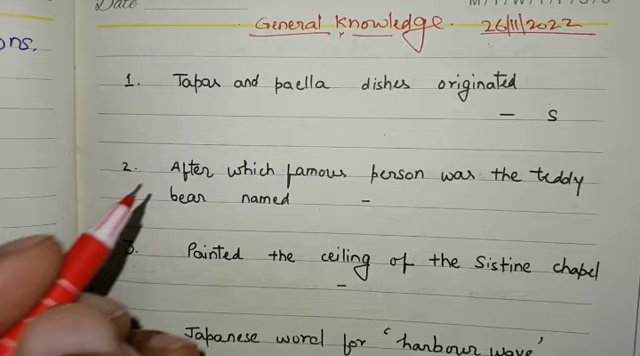 Date
M T W T F S S
ons.
General Knowledge. 26/11/2022
1. Tapas and paella dishes originated
— S
2. After which famous person was the teddy
bear named —
3. Painted the ceiling of the Sistine chapel
—
Japanese word for 'harbour wave'